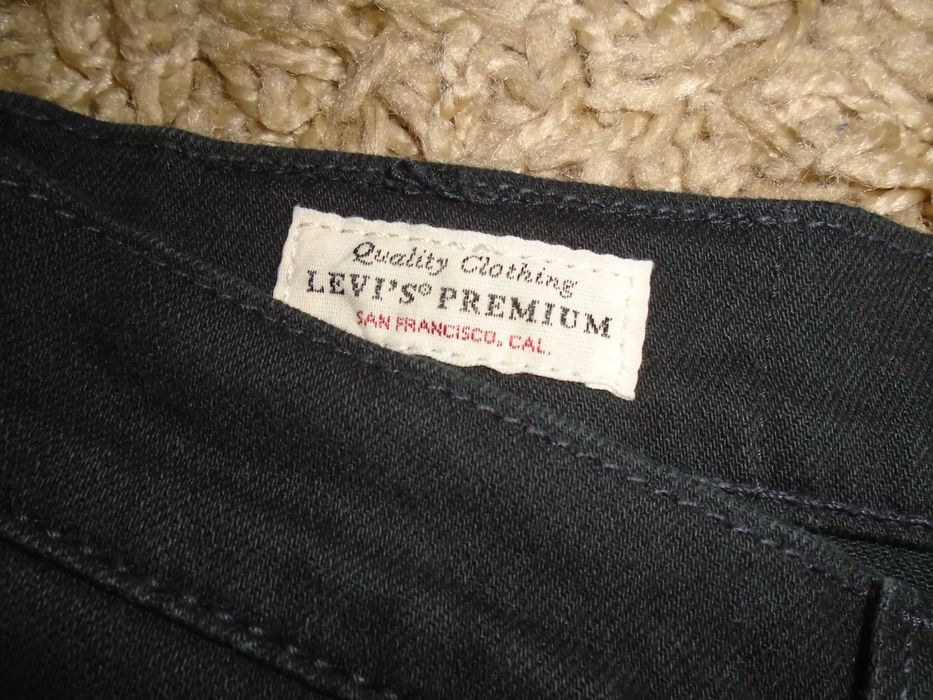 Quality Clothing
LEVI'S® PREMIUM
SAN FRANCISCO, CAL.